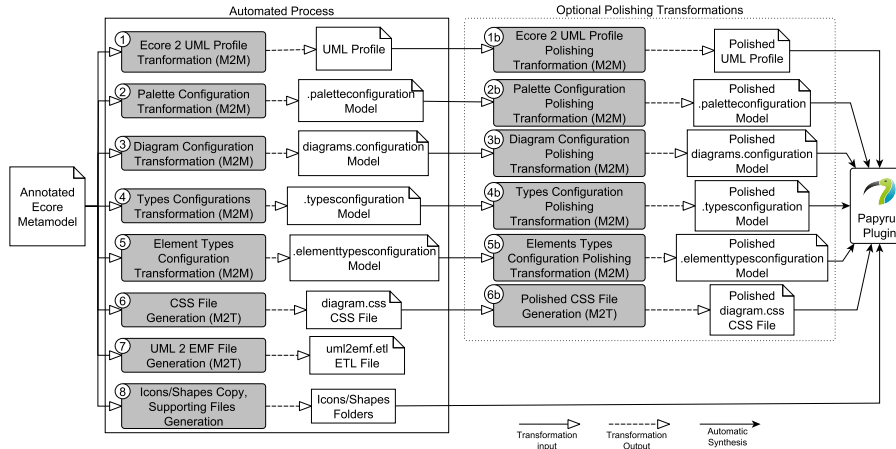 Automated Process
Optional Polishing Transformations
Annotated
Ecore
Metamodel
1
Ecore 2 UML Profile
Tranformation (M2M)
UML Profile
1b
Ecore 2 UML Profile
Polishing
Tranformation (M2M)
Polished
UML Profile
2
Palette Configuration
Tranformation (M2M)
.paletteconfiguration
Model
2b
Palette Configuration
Polishing
Tranformation (M2M)
Polished
.paletteconfiguration
Model
3
Diagram Configuration
Transformation (M2M)
diagrams.configuration
Model
3b
Diagram Configuration
Polishing
Transformation (M2M)
Polished
diagrams.configuration
Model
4
Types Configurations
Transformation (M2M)
.typesconfiguration
Model
4b
Types Configuration
Polishing
Transformation (M2M)
Polished
.typesconfiguration
Model
5
Element Types
Configuration
Transformation (M2M)
.elementtypesconfiguration
Model
5b
Elements Types
Configuration Polishing
Transformation (M2M)
Polished
.elementtypesconfiguration
Model
6
CSS File
Generation (M2T)
diagram.css
CSS File
6b
Polished CSS File
Generation (M2T)
Polished
diagram.css
CSS File
7
UML 2 EMF File
Generation (M2T)
uml2emf.etl
ETL File
8
Icons/Shapes Copy,
Supporting Files
Generation
Icons/Shapes
Folders
Papyru
Plugin
Transformation
input
Transformation
Output
Automatic
Synthesis